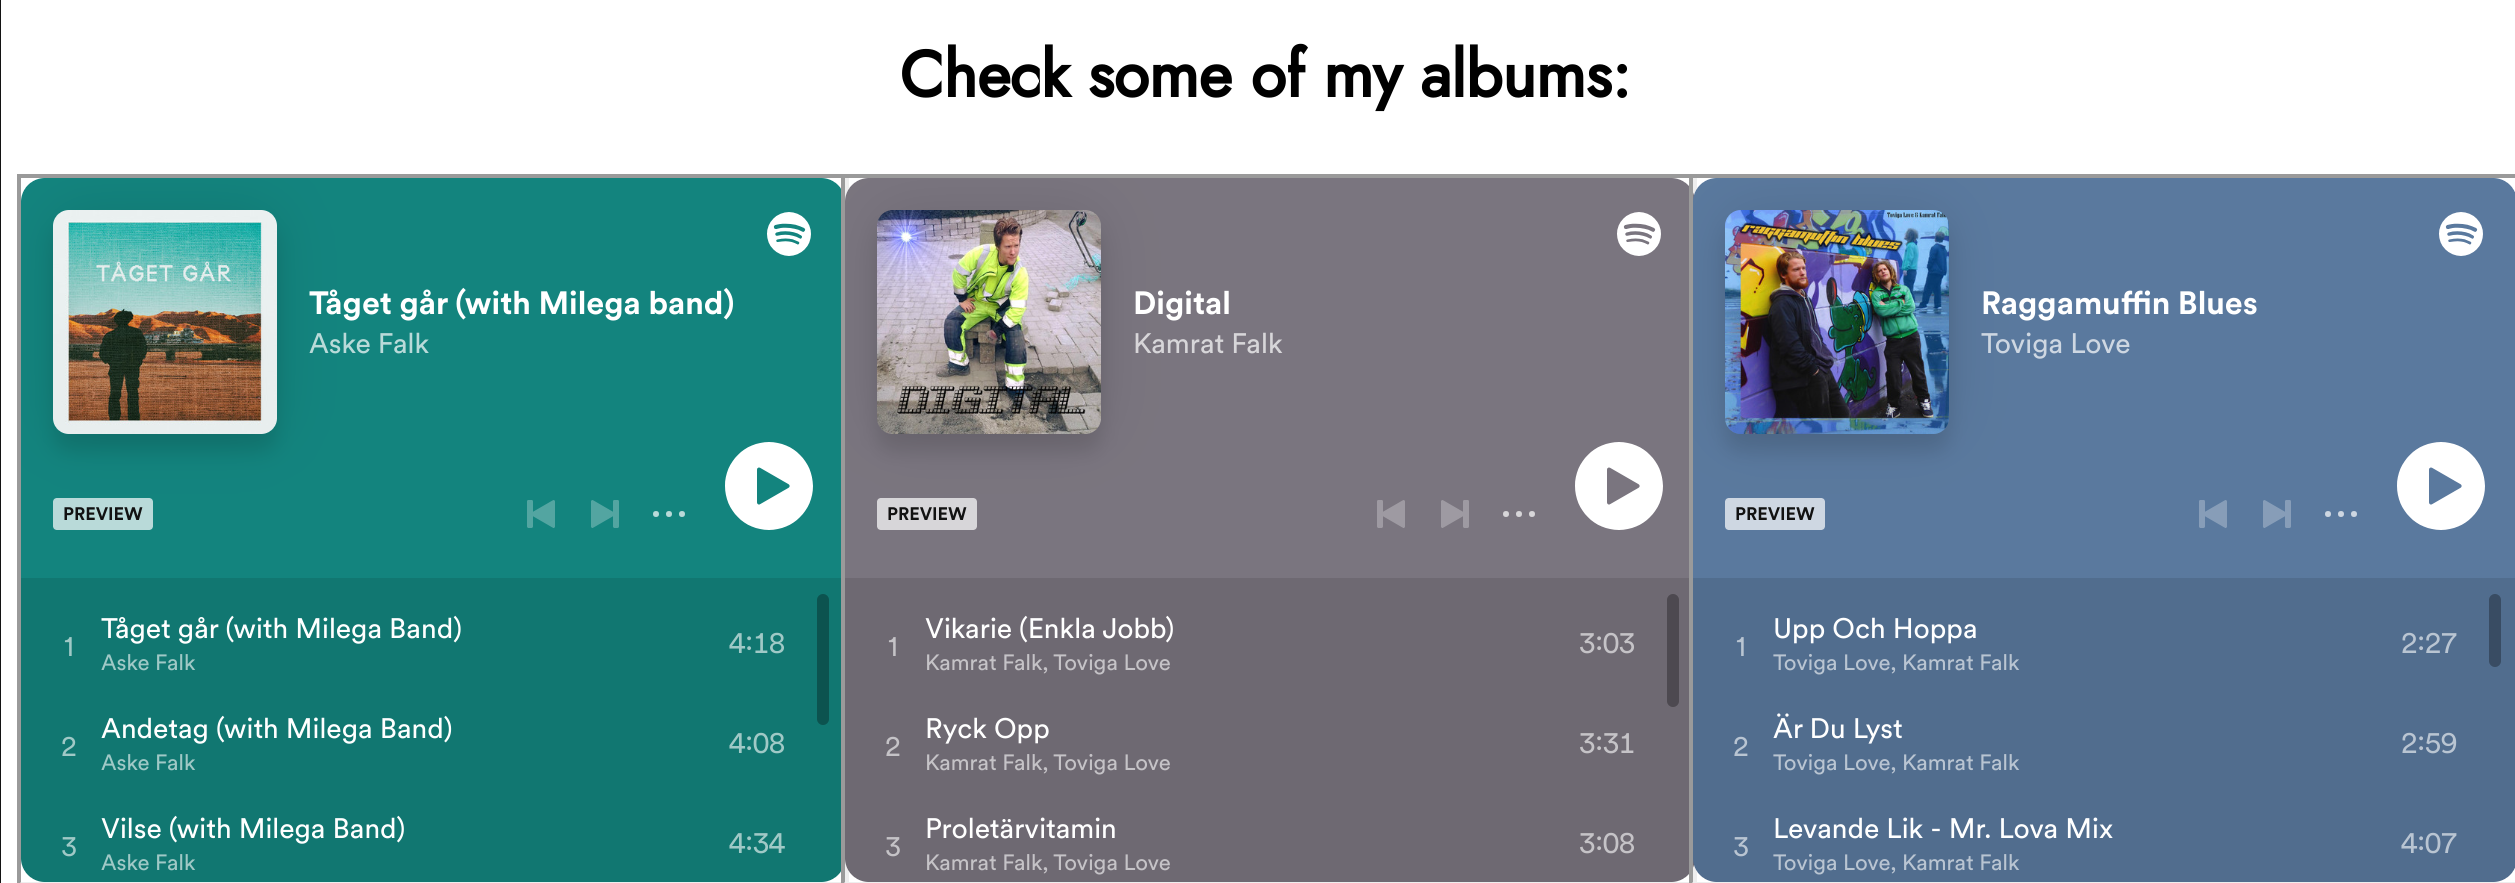 Check some of my albums:
TÅGET GÅR
Tåget går (with Milega band)
Aske Falk
PREVIEW
1 Tåget går (with Milega Band) 4:18
Aske Falk
2 Andetag (with Milega Band) 4:08
Aske Falk
3 Vilse (with Milega Band) 4:34
Aske Falk
DIGITAL
Digital
Kamrat Falk
PREVIEW
1 Vikarie (Enkla Jobb) 3:03
Kamrat Falk, Toviga Love
2 Ryck Opp 3:31
Kamrat Falk, Toviga Love
3 Proletärvitamin 3:08
Kamrat Falk, Toviga Love
Toviga Love & Kamrat Falk
raggamuffin blues
Raggamuffin Blues
Toviga Love
PREVIEW
1 Upp Och Hoppa 2:27
Toviga Love, Kamrat Falk
2 Är Du Lyst 2:59
Toviga Love, Kamrat Falk
3 Levande Lik - Mr. Lova Mix 4:07
Toviga Love, Kamrat Falk